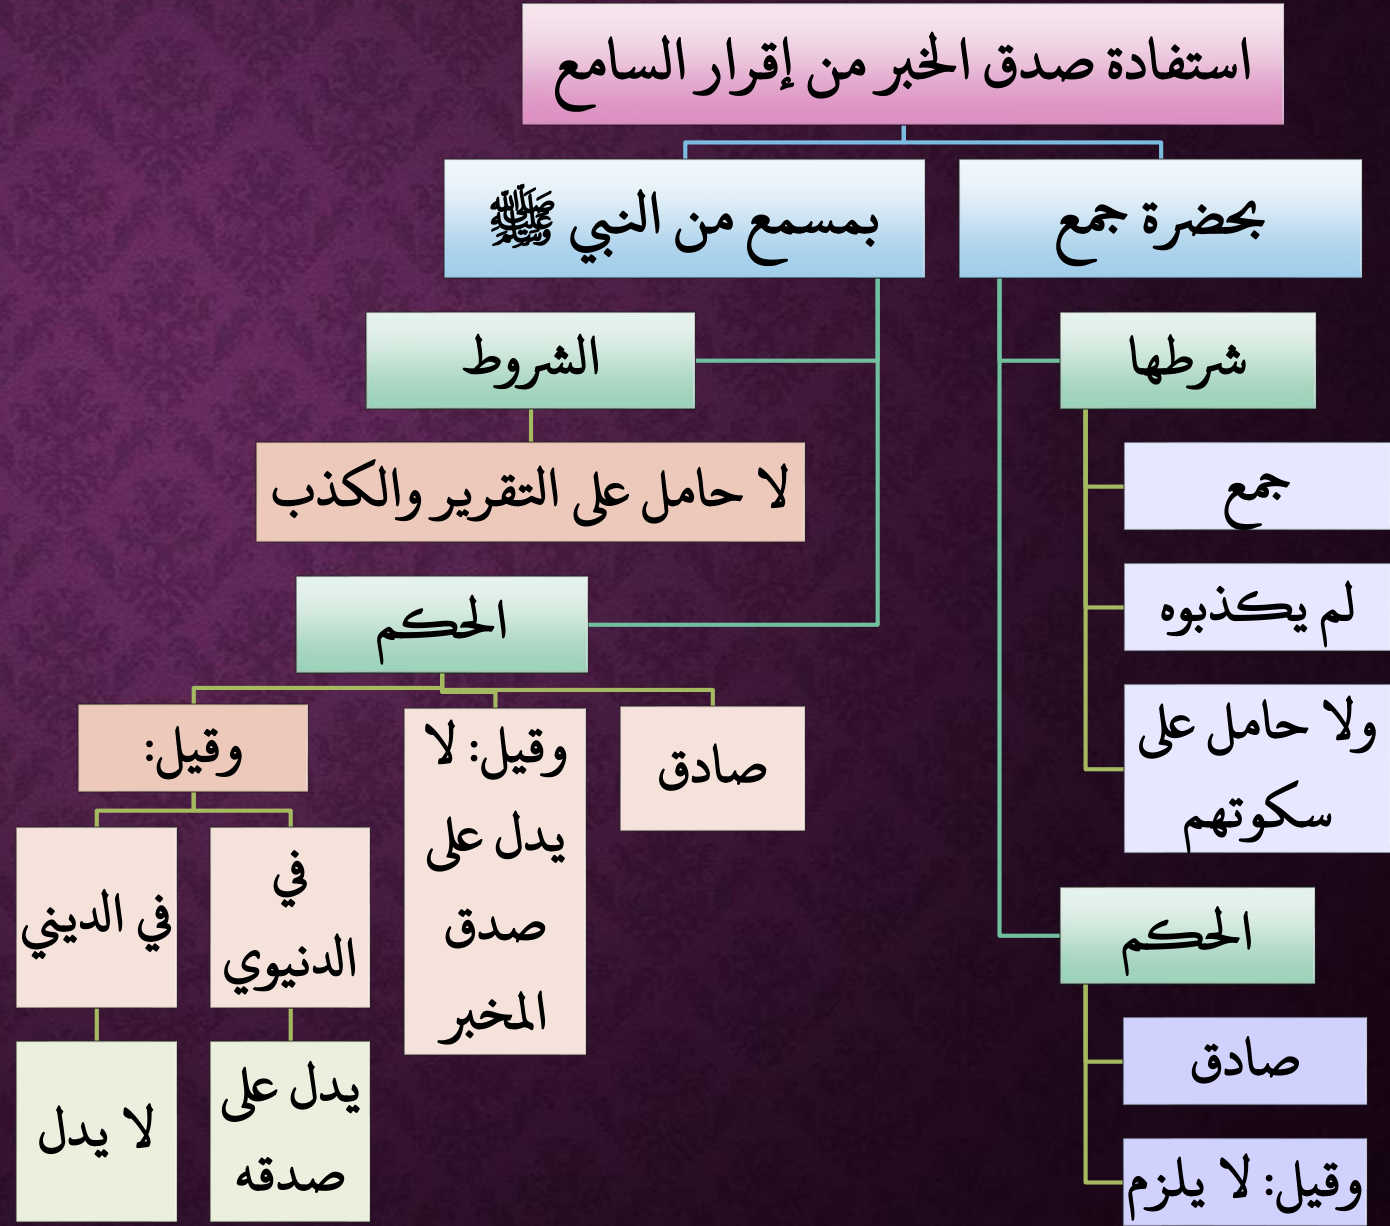 استفادة صدق الخبر من إقرار السامع
بحضرة جمع
شرطها
جمع
لم يكذبوه
ولا حامل على
سكوتهم
الحكم
صادق
وقيل: لا يلزم
بمسمع من النبي ﷺ
الشروط
لا حامل على التقرير والكذب
الحكم
صادق
وقيل: لا
يدل على
صدق
المخبر
وقيل:
في
الدنيوي
يدل على
صدقه
في الديني
لا يدل